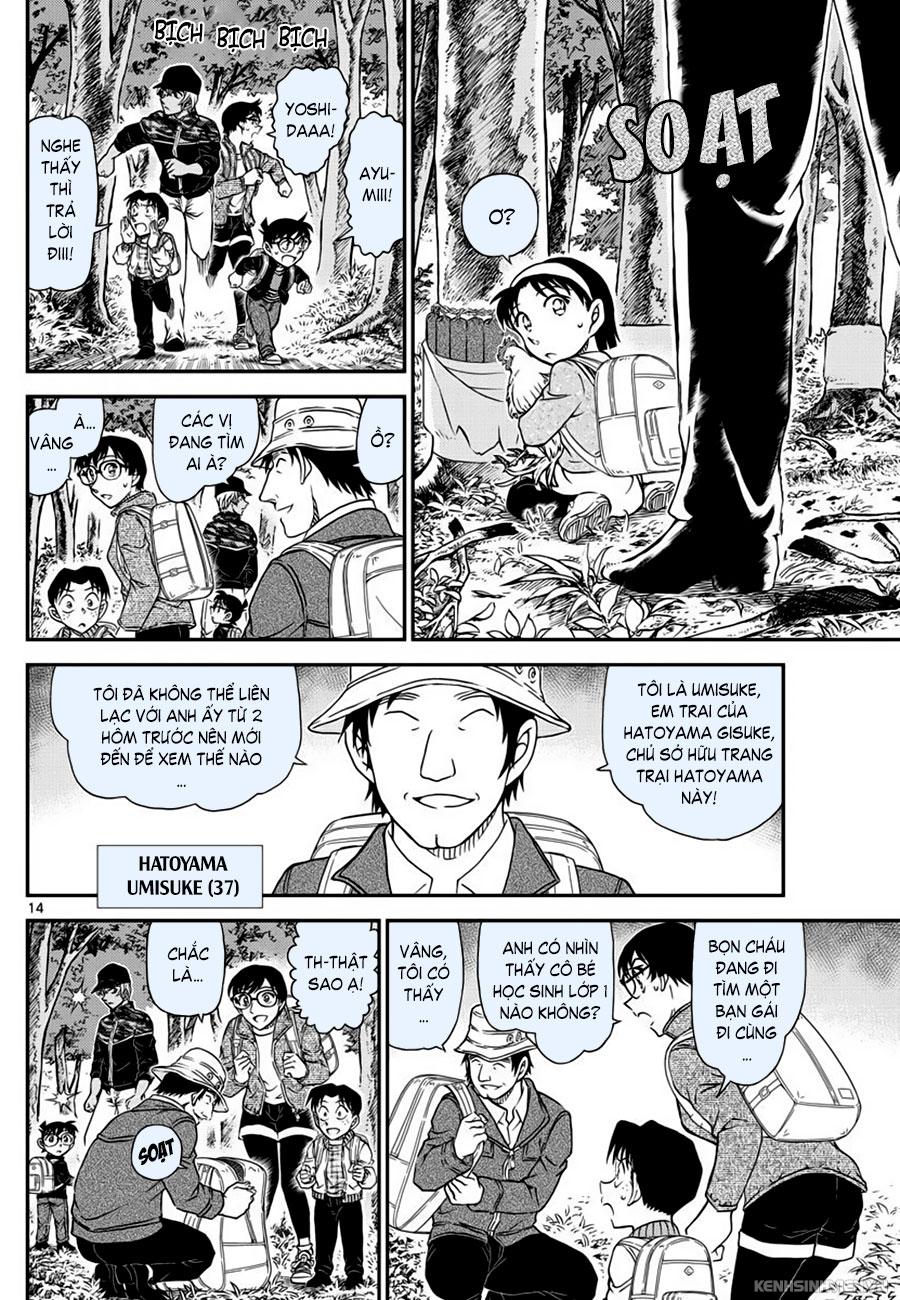 SOẠT
Ơ?
BỊCH BỊCH BỊCH
YOSHI-
DAAA!
AYU-
MIII!
NGHE
THẤY
THÌ
TRẢ
LỜI
ĐIII!
Ồ?
CÁC VỊ
ĐANG TÌM
AI À?
À...
VÂNG
...
TÔI LÀ UMISUKE,
EM TRAI CỦA
HATOYAMA GISUKE,
CHỦ SỞ HỮU TRANG
TRẠI HATOYAMA
NÀY!
TÔI ĐÃ KHÔNG THỂ LIÊN
LẠC VỚI ANH ẤY TỪ 2
HÔM TRƯỚC NÊN MỚI
ĐẾN ĐỂ XEM THẾ NÀO
...
HATOYAMA
UMISUKE (37)
14
BỌN CHÁU
ĐANG ĐI
TÌM MỘT
BẠN GÁI
ĐI CÙNG
...
ANH CÓ NHÌN
THẤY CÔ BÉ
HỌC SINH LỚP 1
NÀO KHÔNG?
VÂNG,
TÔI CÓ
THẤY
...
TH-THẬT
SAO Ạ!
CHẮC
LÀ...
SOẠT